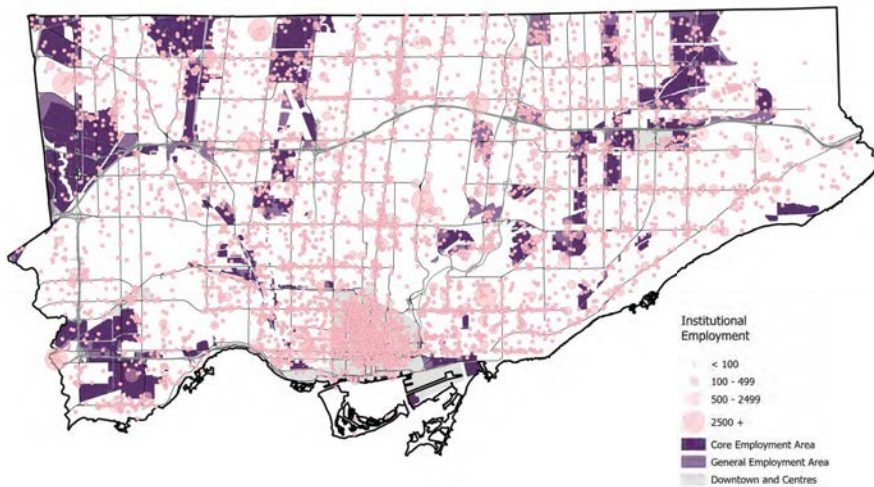 Institutional
Employment
< 100
100 - 499
500 - 2499
2500 +
Core Employment Area
General Employment Area
Downtown and Centres